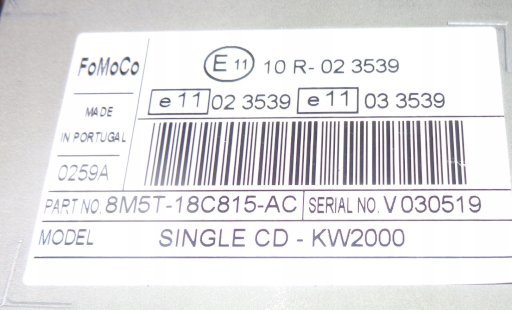 FoMoCo
E 11 10 R- 02 3539
e 11 02 3539 e 11 03 3539
MADE
IN PORTUGAL
0259A
PART NO. 8M5T-18C815-AC SERIAL NO. V030519
MODEL SINGLE CD - KW2000